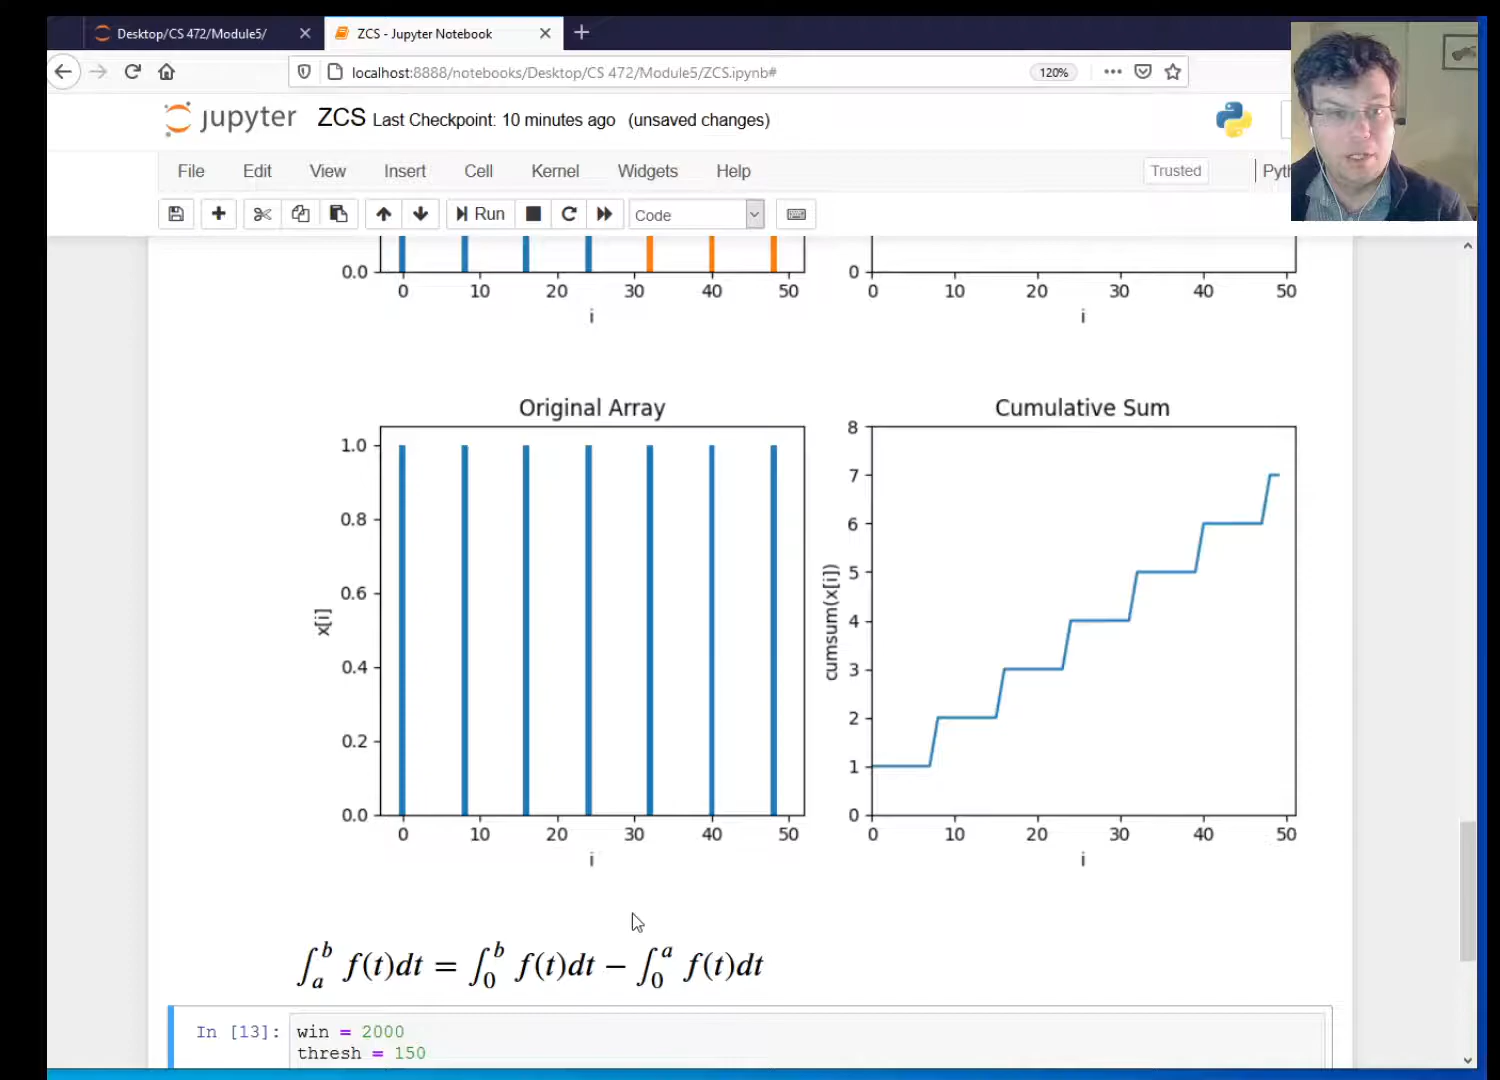 Desktop/CS 472/Module5/
ZCS - Jupyter Notebook
localhost:8888/notebooks/Desktop/CS 472/Module5/ZCS.ipynb#
120%
jupyter ZCS Last Checkpoint: 10 minutes ago (unsaved changes)
File Edit View Insert Cell Kernel Widgets Help Trusted Pyth
Run Code
0.0 0
0 10 20 30 40 50 0 10 20 30 40 50
i i
Original Array
1.0
0.8
0.6
0.4
0.2
0.0
x[i]
0 10 20 30 40 50
i
Cumulative Sum
8
7
6
5
4
3
2
1
0
cumsum(x[i])
0 10 20 30 40 50
i
∫ₐᵇ f(t)dt = ∫₀ᵇ f(t)dt − ∫₀ᵃ f(t)dt
In [13]: win = 2000
thresh = 150